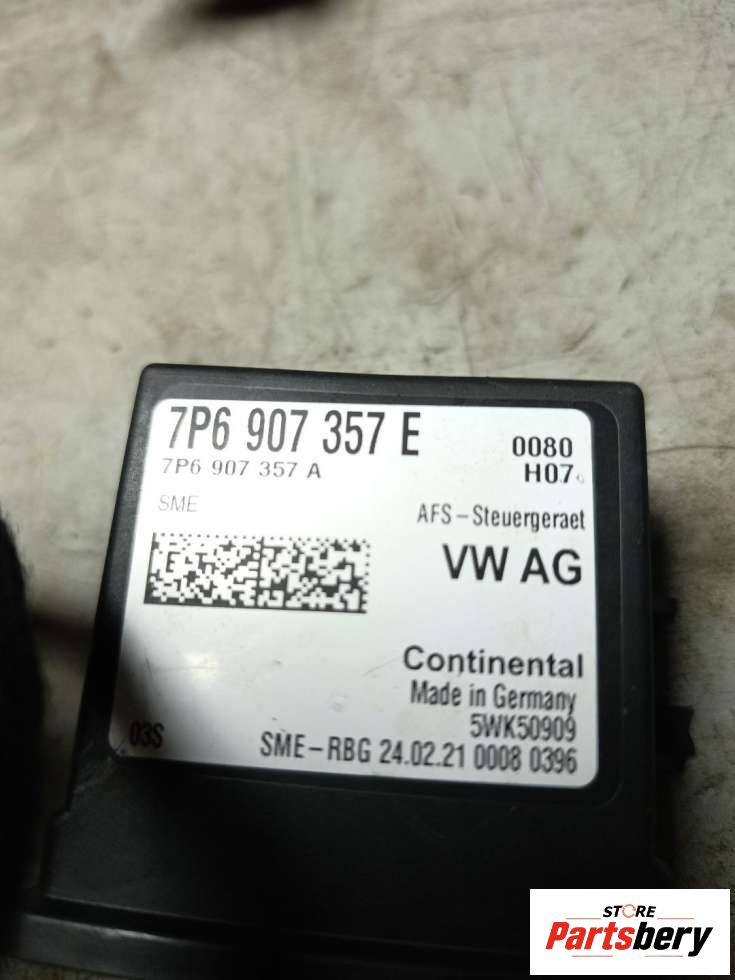 7P6 907 357 E
0080
7P6 907 357 A
H07
SME
AFS-Steuergeraet
VW AG
Continental
Made in Germany
5WK50909
03S
SME-RBG 24.02.21 0008 0396
STORE
Partsbery